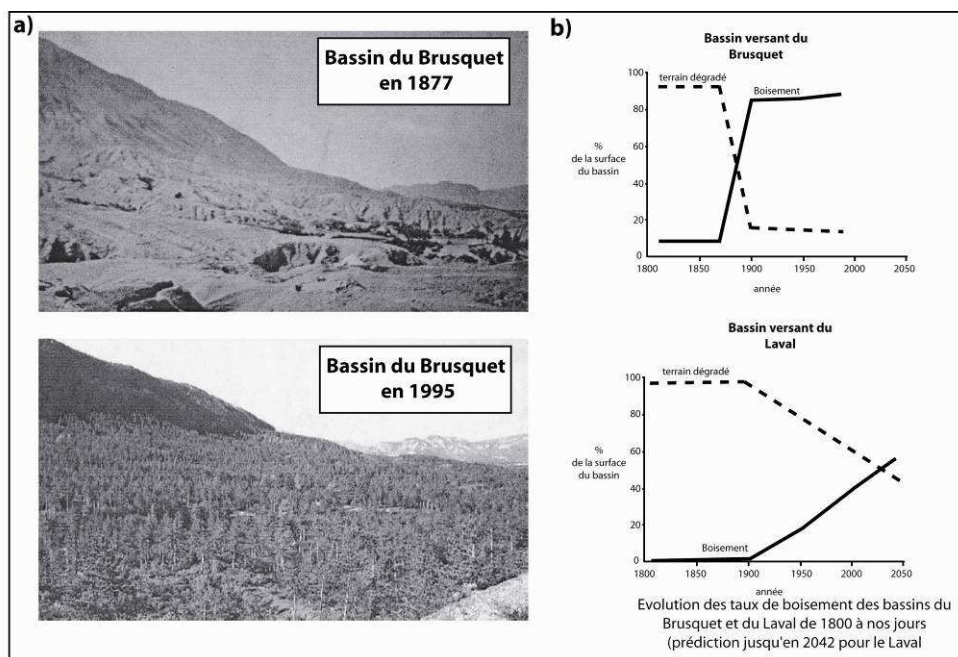 a)
Bassin du Brusquet
en 1877
Bassin du Brusquet
en 1995
b)
Bassin versant du
Brusquet
100
80
60
40
20
0
%
de la surface
du bassin
terrain dégradé
Boisement
1800
1850
1900
1950
2000
2050
année
Bassin versant du
Laval
100
80
60
40
20
0
%
de la surface
du bassin
terrain dégradé
Boisement
1800
1850
1900
1950
2000
2050
année
Evolution des taux de boisement des bassins du
Brusquet et du Laval de 1800 à nos jours
(prédiction jusqu'en 2042 pour le Laval